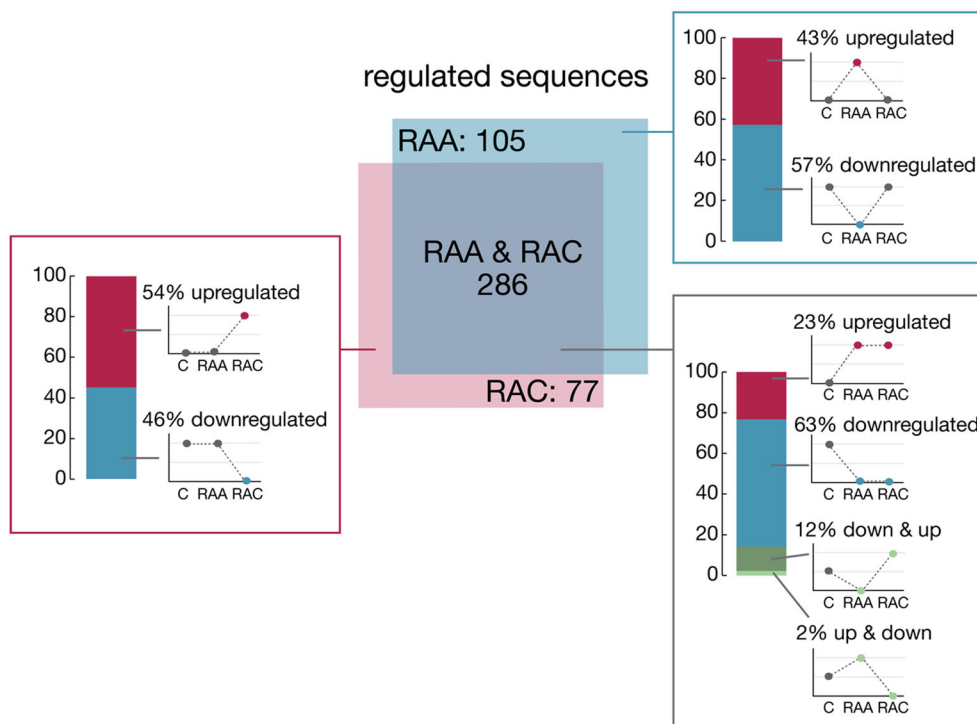 regulated sequences
RAA: 105
RAA & RAC
286
RAC: 77
100
80
60
40
20
0
43% upregulated
C RAA RAC
57% downregulated
C RAA RAC
100
80
60
40
20
0
54% upregulated
C RAA RAC
46% downregulated
C RAA RAC
100
80
60
40
20
0
23% upregulated
C RAA RAC
63% downregulated
C RAA RAC
12% down & up
C RAA RAC
2% up & down
C RAA RAC